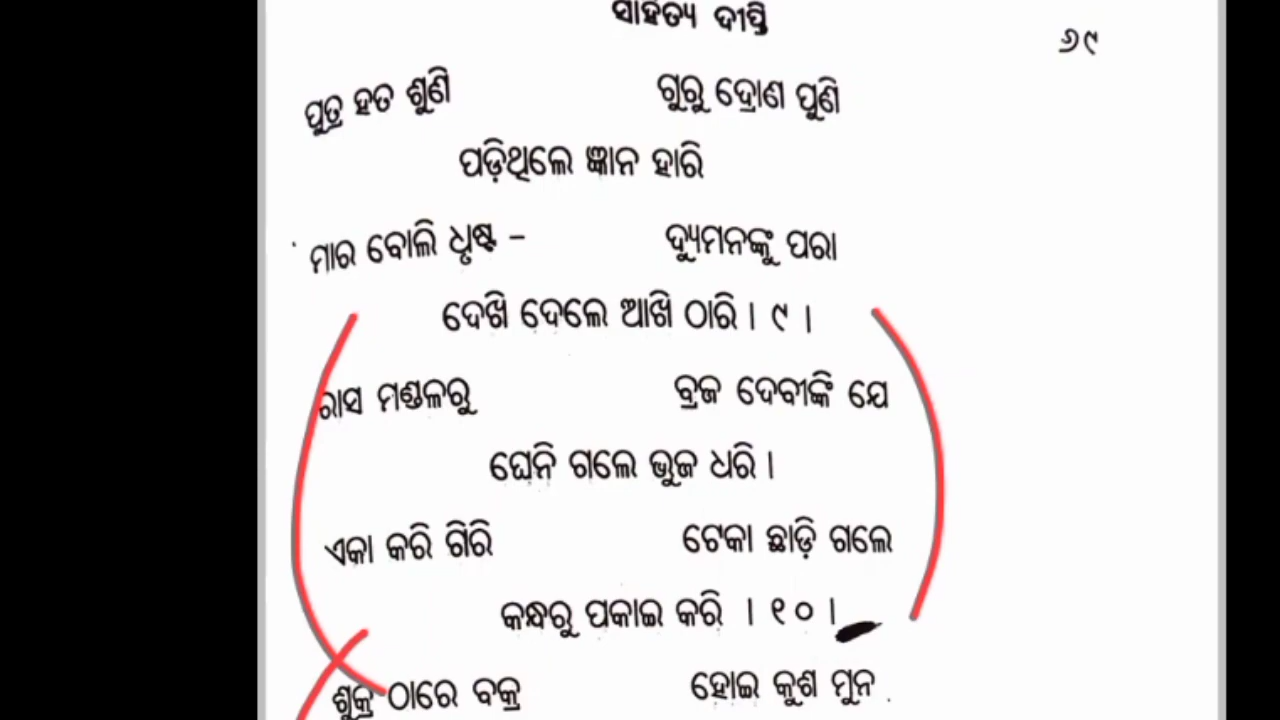 ସାହିତ୍ୟ ଦୀପ୍ତି
୬୯
ପୁତ୍ର ହତ ଶୁଣି ଗୁରୁ ଦ୍ରୋଣ ପୁଣି
ପଡ଼ିଥିଲେ ଜ୍ଞାନ ହାରି
ମାର ବୋଲି ଧୃଷ୍ଟ – ଦ୍ୟୁମନଙ୍କୁ ପରା
ଦେଖି ଦେଲେ ଆଖି ଠାରି । ୯ ।
ରାସ ମଣ୍ଡଳରୁ ବ୍ରଜ ଦେବୀଙ୍କି ଯେ
ଘେନି ଗଲେ ଭୁଜ ଧରି ।
ଏକା କରି ଗିରି ଟେକା ଛାଡ଼ି ଗଲେ
କନ୍ଧରୁ ପକାଇ କରି । ୧୦ ।
ଶୁକ୍ର ଠାରେ ବକ୍ର ହୋଇ କୁଶ ମୁନ